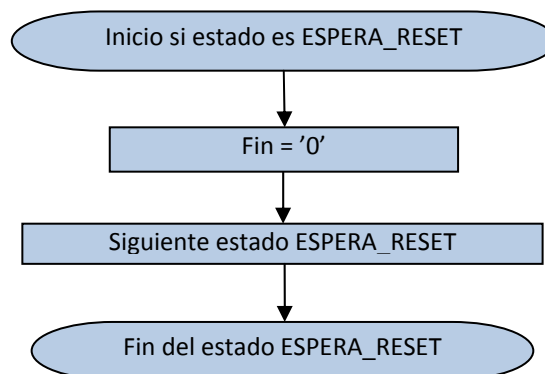 Inicio si estado es ESPERA_RESET
Fin = ’0’
Siguiente estado ESPERA_RESET
Fin del estado ESPERA_RESET